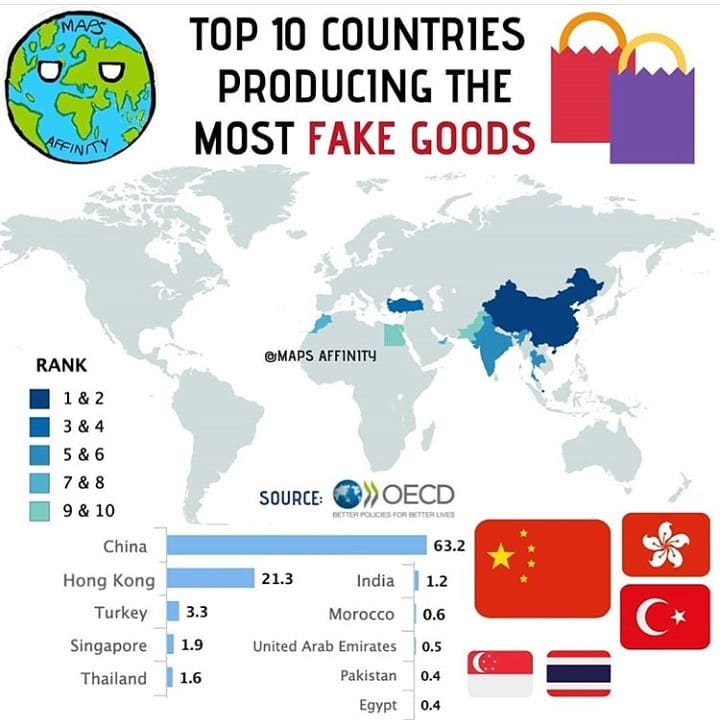 MAPS
AFFINITY
TOP 10 COUNTRIES
PRODUCING THE
MOST FAKE GOODS
@MAPS AFFINITY
RANK
1 & 2
3 & 4
5 & 6
7 & 8
9 & 10
SOURCE: OECD
BETTER POLICIES FOR BETTER LIVES
China 63.2
Hong Kong 21.3
Turkey 3.3
Singapore 1.9
Thailand 1.6
India 1.2
Morocco 0.6
United Arab Emirates 0.5
Pakistan 0.4
Egypt 0.4